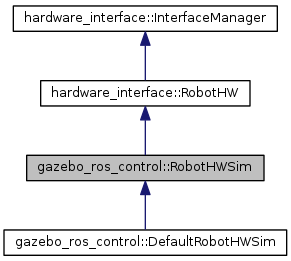 hardware_interface::InterfaceManager
hardware_interface::RobotHW
gazebo_ros_control::RobotHWSim
gazebo_ros_control::DefaultRobotHWSim